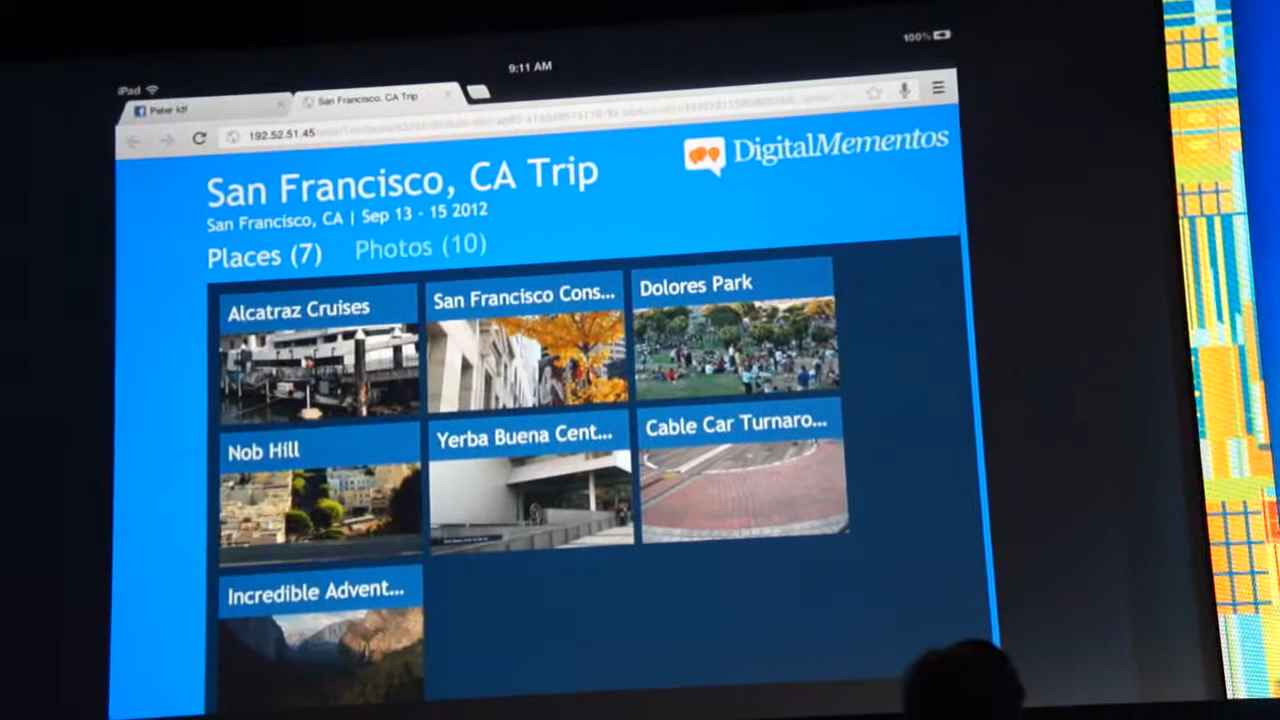 iPad
9:11 AM
100%
Peter Idf
San Francisco, CA Trip
192.52.51.45
DigitalMementos
San Francisco, CA Trip
San Francisco, CA | Sep 13 - 15 2012
Places (7) Photos (10)
Alcatraz Cruises
San Francisco Cons...
Dolores Park
Nob Hill
Yerba Buena Cent...
Cable Car Turnaro...
Incredible Advent...